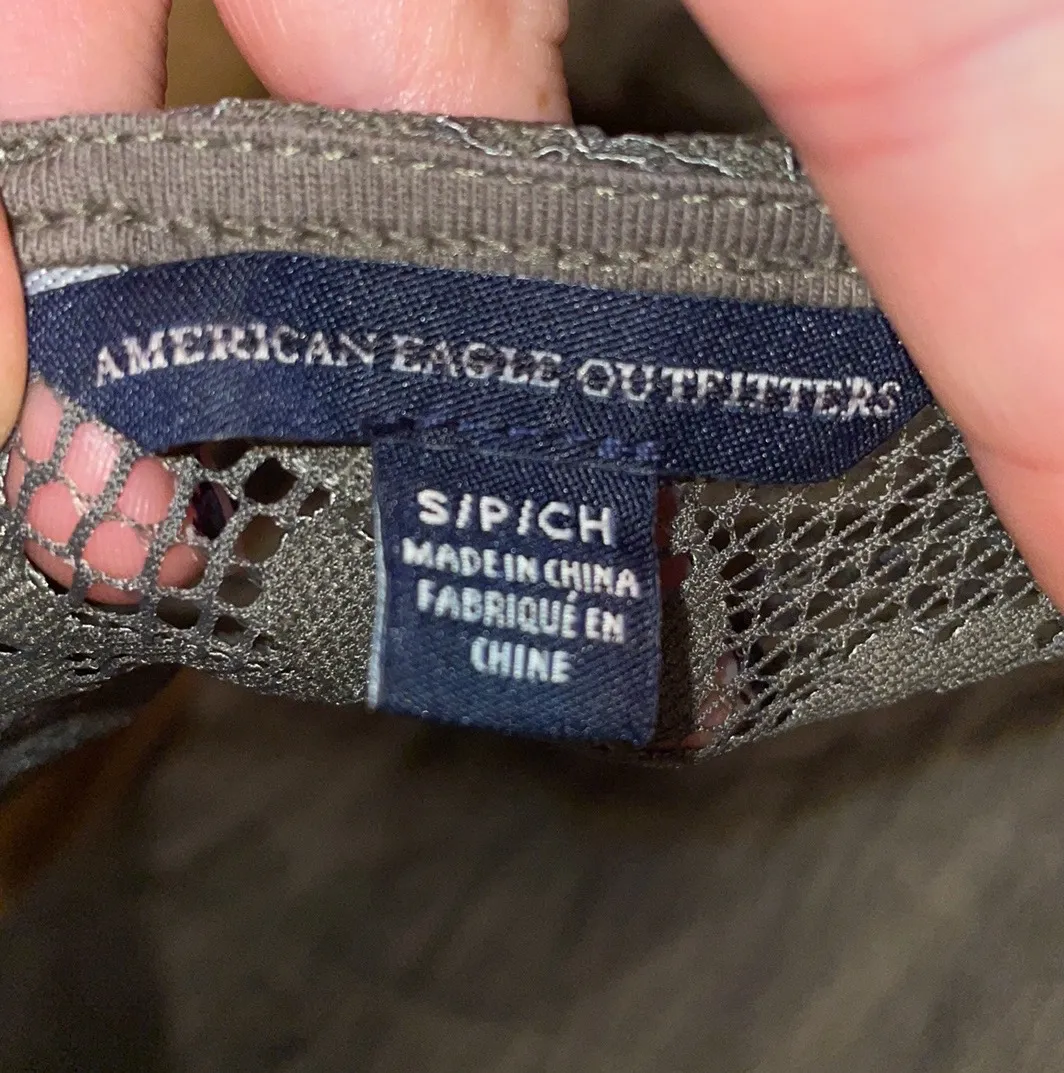 AMERICAN EAGLE OUTFITTERS
S/P/CH
MADE IN CHINA
FABRIQUÉ EN
CHINE